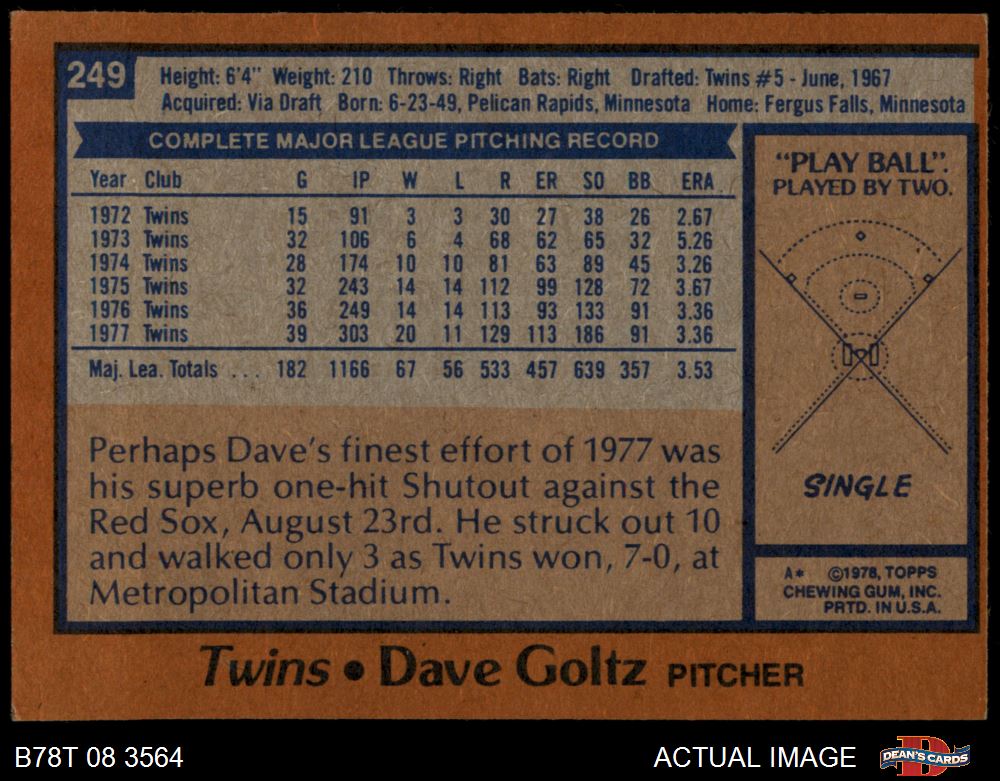 249
Height: 6'4" Weight: 210 Throws: Right Bats: Right Drafted: Twins #5 - June, 1967
Acquired: Via Draft Born: 6-23-49, Pelican Rapids, Minnesota Home: Fergus Falls, Minnesota
COMPLETE MAJOR LEAGUE PITCHING RECORD
Year Club G IP W L R ER SO BB ERA
1972 Twins 15 91 3 3 30 27 38 26 2.67
1973 Twins 32 106 6 4 68 62 65 32 5.26
1974 Twins 28 174 10 10 81 63 89 45 3.26
1975 Twins 32 243 14 14 112 99 128 72 3.67
1976 Twins 36 249 14 14 113 93 133 91 3.36
1977 Twins 39 303 20 11 129 113 186 91 3.36
Maj. Lea. Totals ... 182 1166 67 56 533 457 639 357 3.53
Perhaps Dave's finest effort of 1977 was
his superb one-hit Shutout against the
Red Sox, August 23rd. He struck out 10
and walked only 3 as Twins won, 7-0, at
Metropolitan Stadium.
"PLAY BALL".
PLAYED BY TWO.
SINGLE
A* ©1978, TOPPS
CHEWING GUM, INC.
PRTD. IN U.S.A.
Twins • Dave Goltz PITCHER
B78T 08 3564
ACTUAL IMAGE
D
DEAN'S CARDS